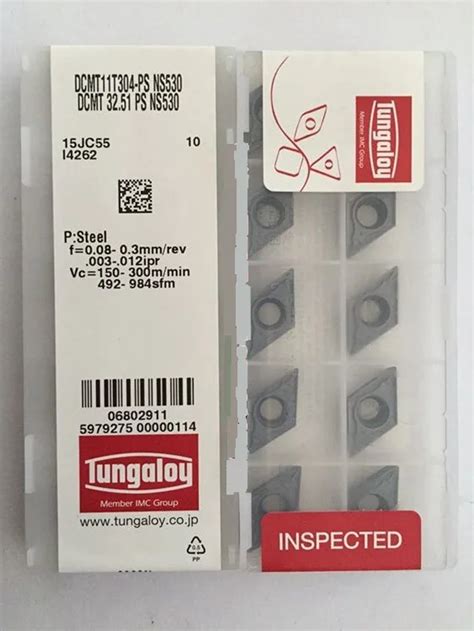 DCMT11T304-PS NS530
DCMT 32.51 PS NS530
15JC55 10
I4262
P:Steel
f=0.08- 0.3mm/rev
.003-.012ipr
Vc=150- 300m/min
492- 984sfm
06802911
5979275 00000114
Tungaloy
Member IMC Group
www.tungaloy.co.jp
0.5
PP
Tungaloy
Member IMC Group
INSPECTED